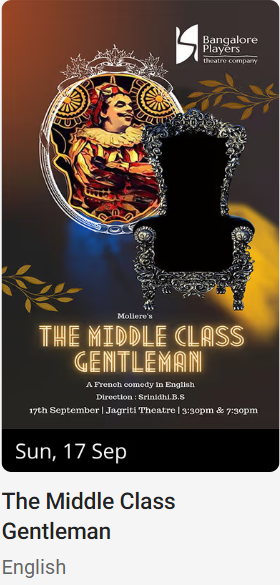 Bangalore
Players
theatre company
Moliere's
THE MIDDLE CLASS
GENTLEMAN
A French comedy in English
Direction : Srinidhi.B.S
17th September | Jagriti Theatre | 3:30pm & 7:30pm
Sun, 17 Sep
The Middle Class
Gentleman
English